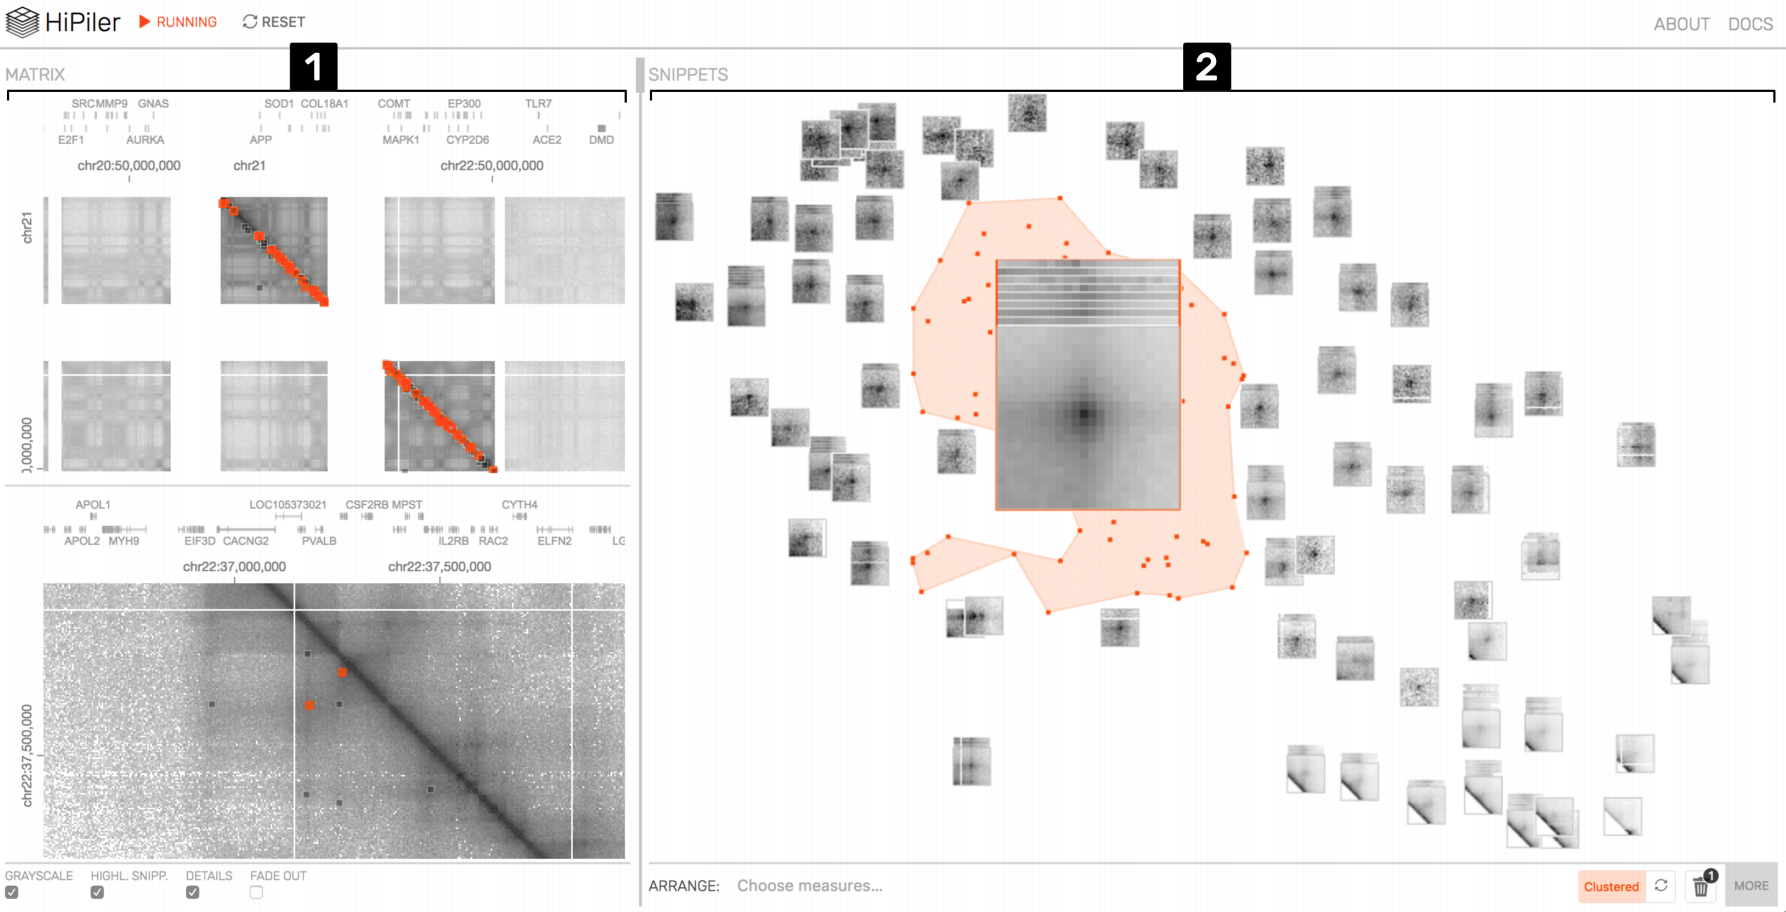 HiPiler RUNNING RESET ABOUT DOCS
1 2
MATRIX SNIPPETS
SRC MMP9 GNAS SOD1 COL18A1 COMT EP300 TLR7
E2F1 AURKA APP MAPK1 CYP2D6 ACE2 DMD
chr20:50,000,000 chr21 chr22:50,000,000
chr21
0,000,000
APOL1 LOC105373021 CSF2RB MPST CYTH4
APOL2 MYH9 EIF3D CACNG2 PVALB IL2RB RAC2 ELFN2 LG
chr22:37,000,000 chr22:37,500,000
chr22:37,500,000
GRAYSCALE HIGHL. SNIPP. DETAILS FADE OUT
ARRANGE: Choose measures... Clustered 1 MORE